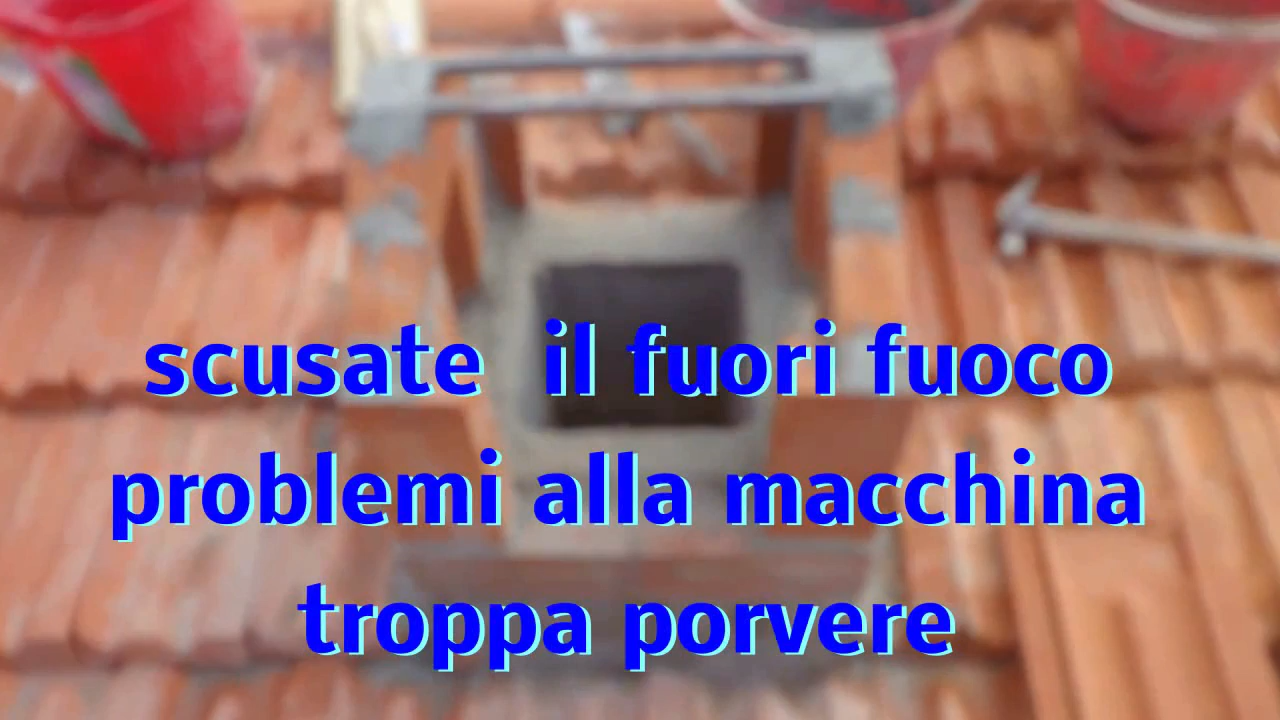 scusate il fuori fuoco
problemi alla macchina
troppa porvere